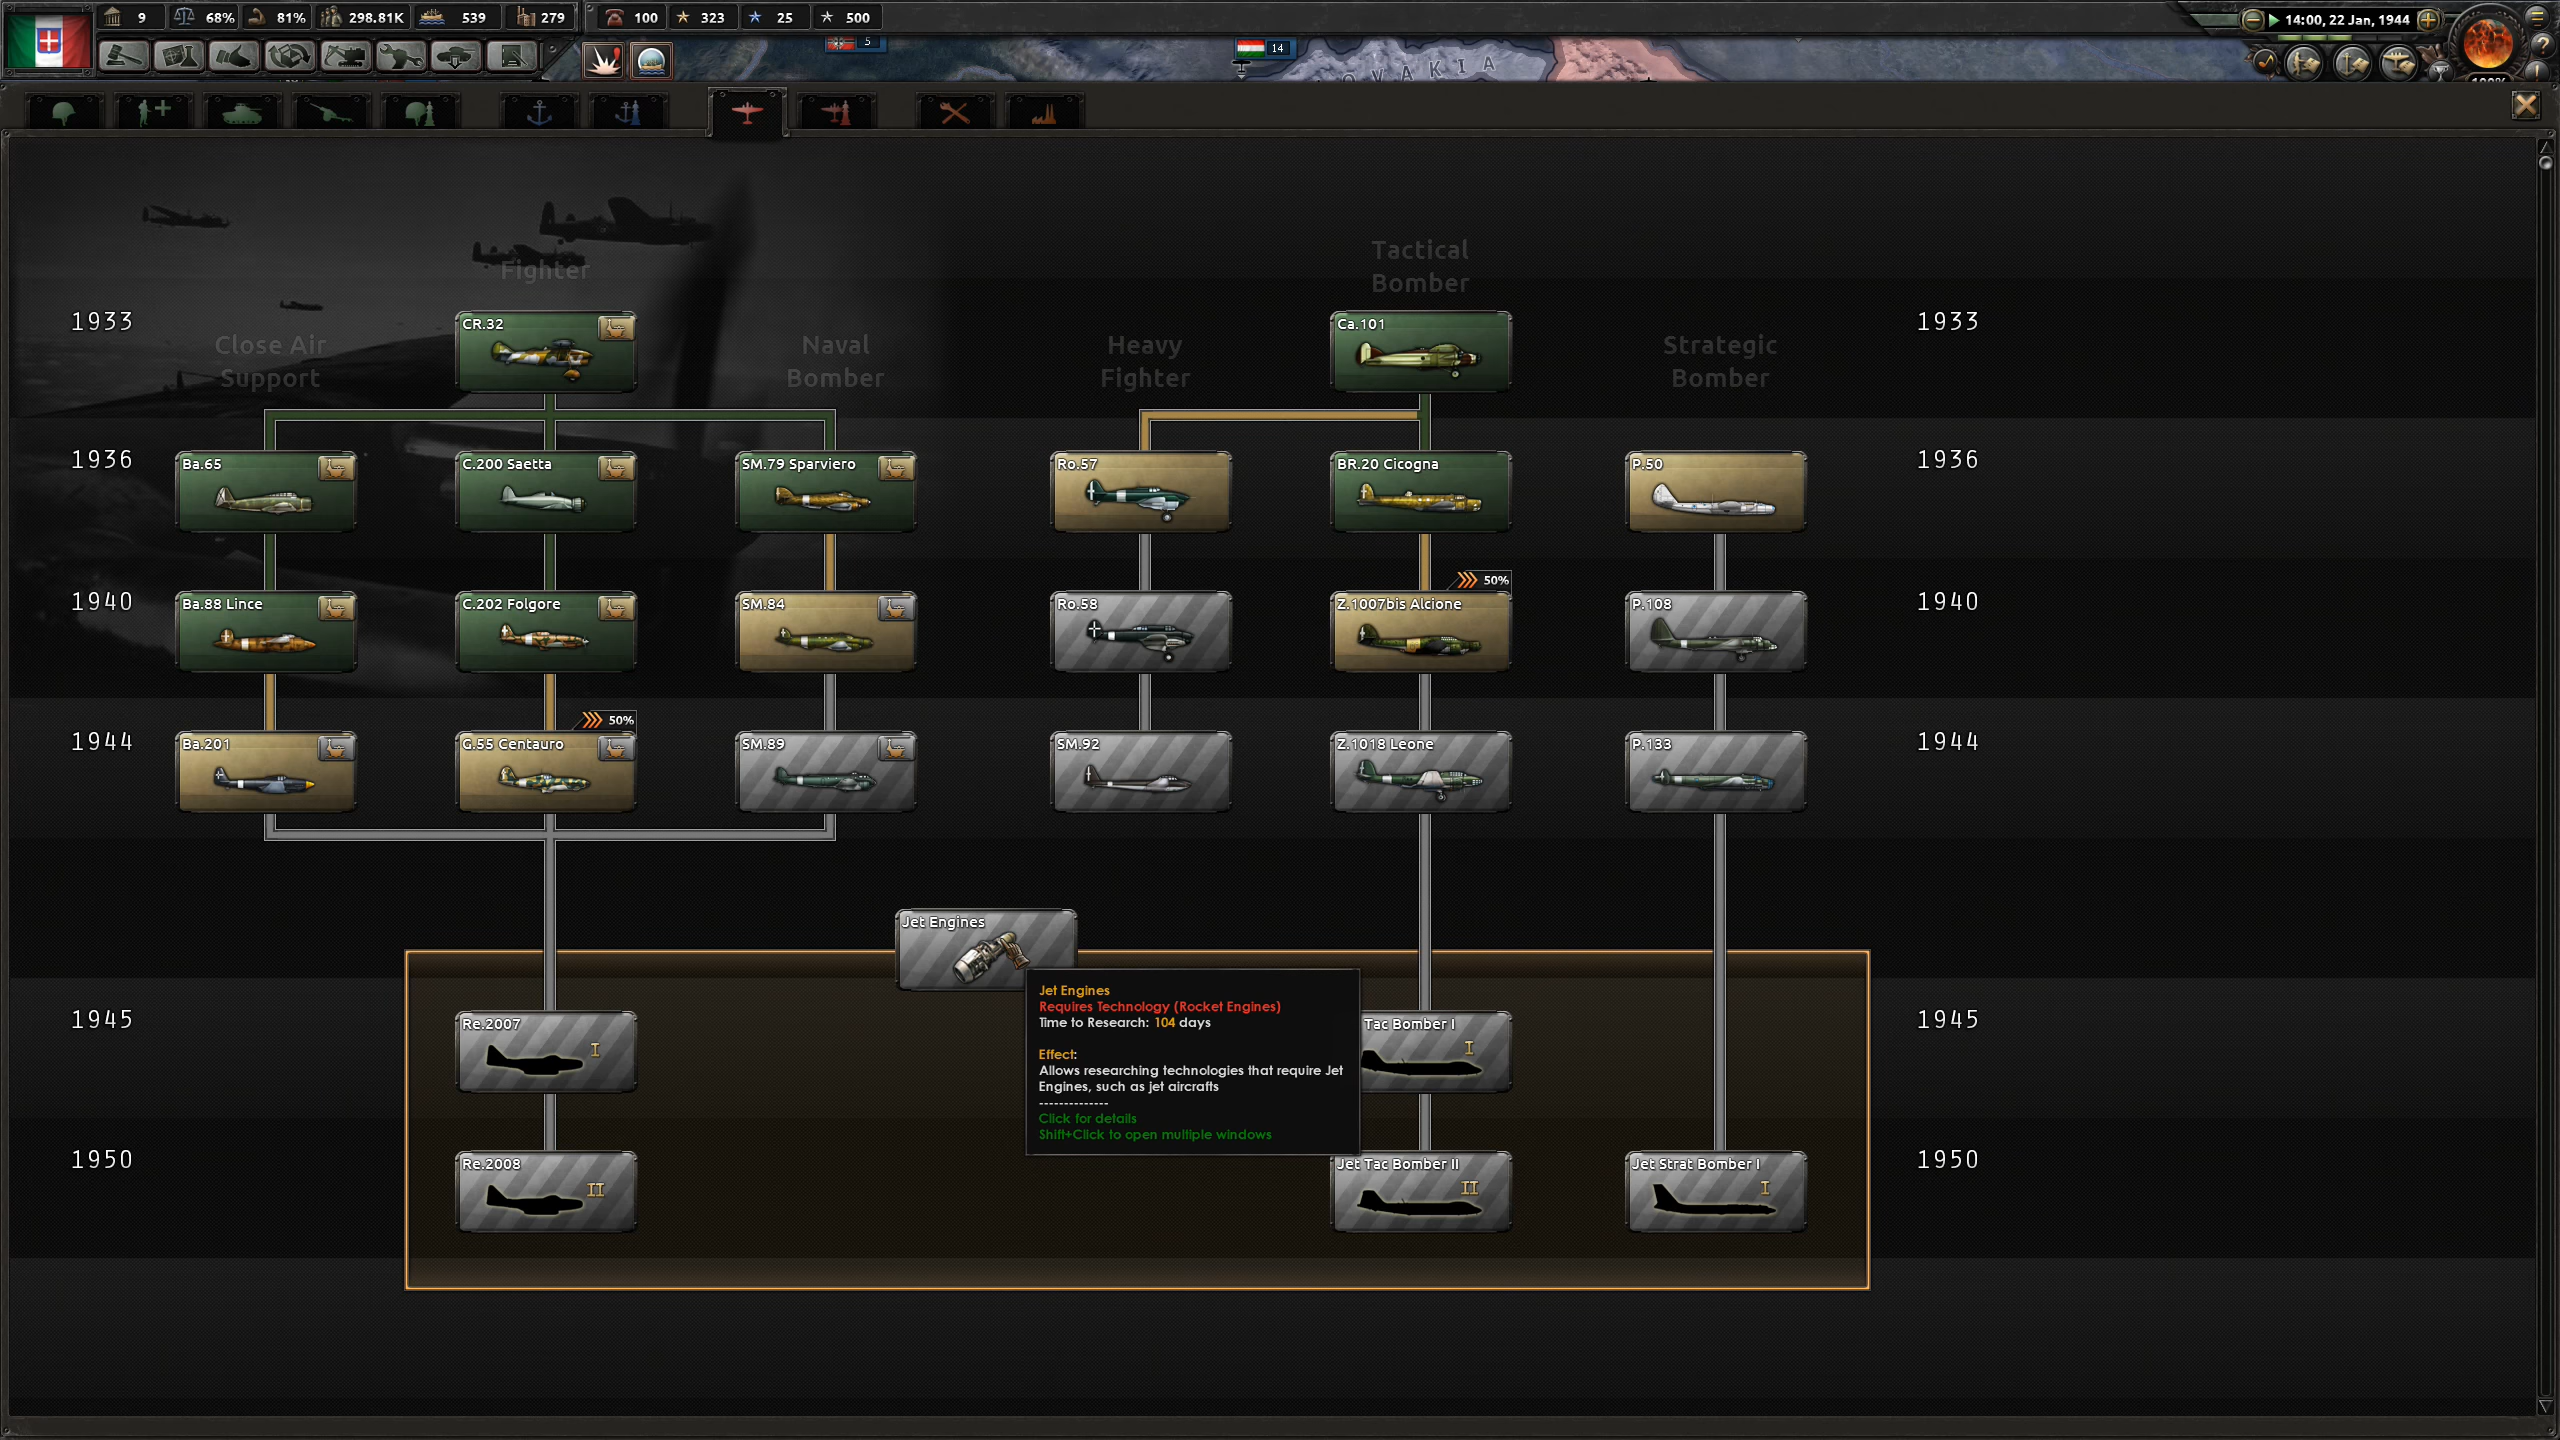 9 68% 81% 298.81K 539 279 100 323 25 500
5
14
OVAKIA
14:00, 22 Jan, 1944
100%
Fighter
Tactical
Bomber
1933
CR.32
Ca.101
1933
Close Air
Support
Naval
Bomber
Heavy
Fighter
Strategic
Bomber
1936
Ba.65
C.200 Saetta
SM.79 Sparviero
Ro.57
BR.20 Cicogna
P.50
1936
50%
1940
Ba.88 Lince
C.202 Folgore
SM.84
Ro.58
Z.1007bis Alcione
P.108
1940
50%
1944
Ba.201
G.55 Centauro
SM.89
SM.92
Z.1018 Leone
P.133
1944
Jet Engines
Jet Engines
Requires Technology (Rocket Engines)
Time to Research: 104 days
Effect:
Allows researching technologies that require Jet
Engines, such as jet aircrafts
--------------
Click for details
Shift+Click to open multiple windows
1945
Re.2007
I
Tac Bomber I
I
1945
1950
Re.2008
II
Jet Tac Bomber II
II
Jet Strat Bomber I
I
1950